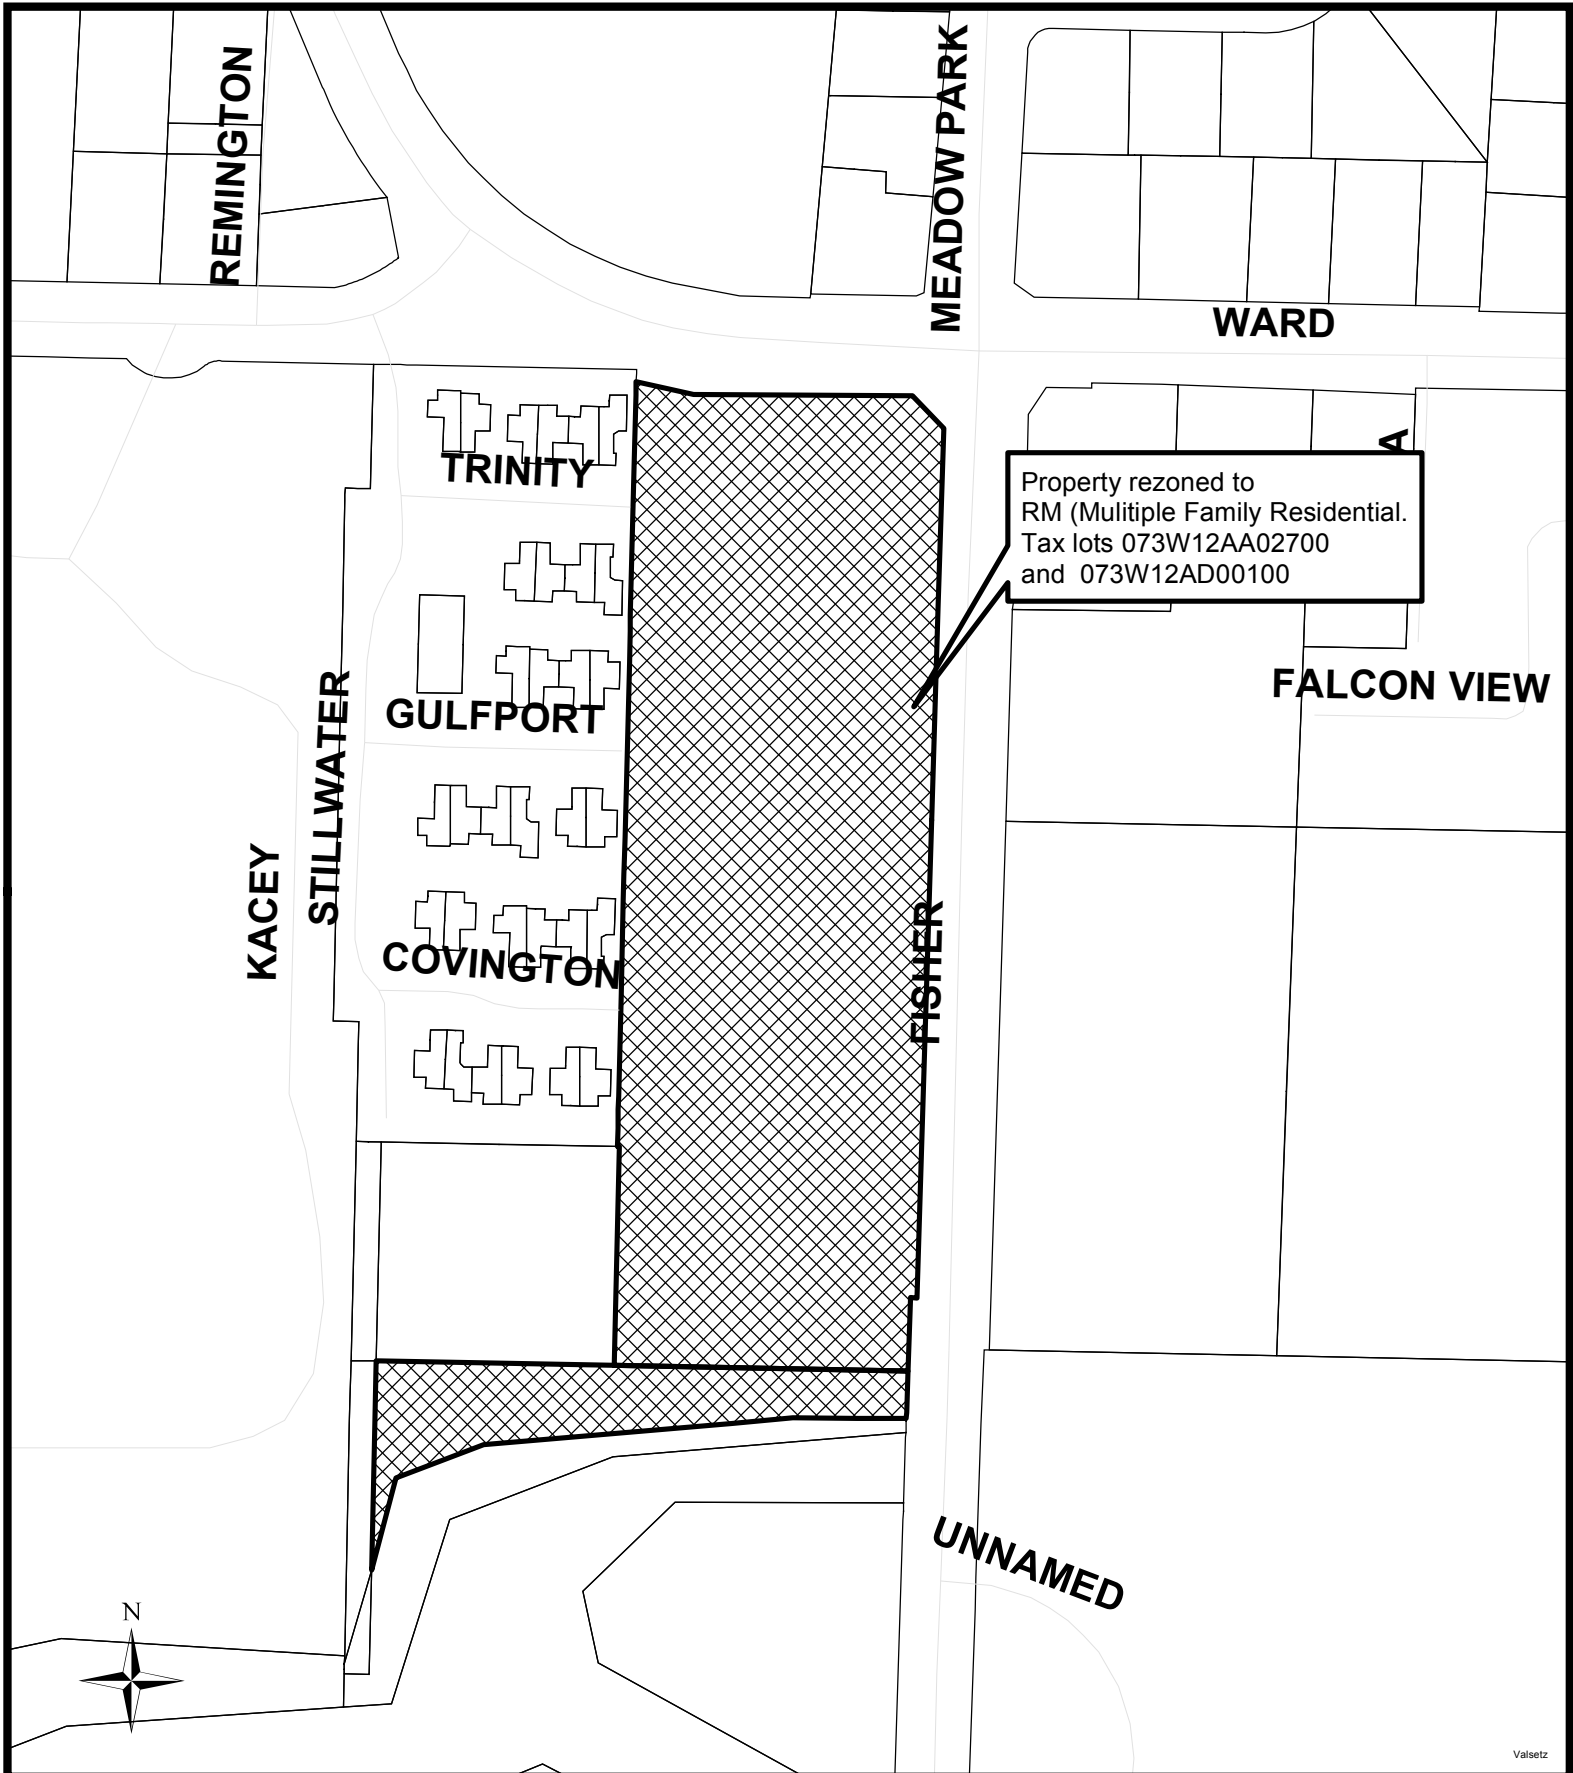 REMINGTON
MEADOW PARK
WARD
TRINITY
A
Property rezoned to
RM (Mulitiple Family Residential.
Tax lots 073W12AA02700
and 073W12AD00100
STILLWATER
GULFPORT
FALCON VIEW
KACEY
COVINGTON
FISHER
UNNAMED
N
Valsetz